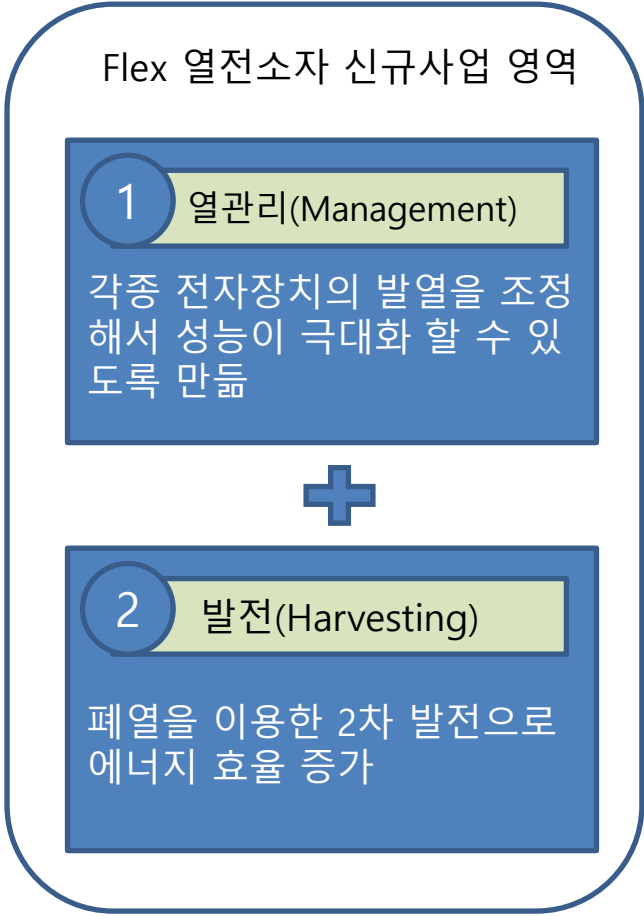 Flex 열전소자 신규사업 영역
1
열관리(Management)
각종 전자장치의 발열을 조정
해서 성능이 극대화 할 수 있
도록 만듦
2
발전(Harvesting)
폐열을 이용한 2차 발전으로
에너지 효율 증가